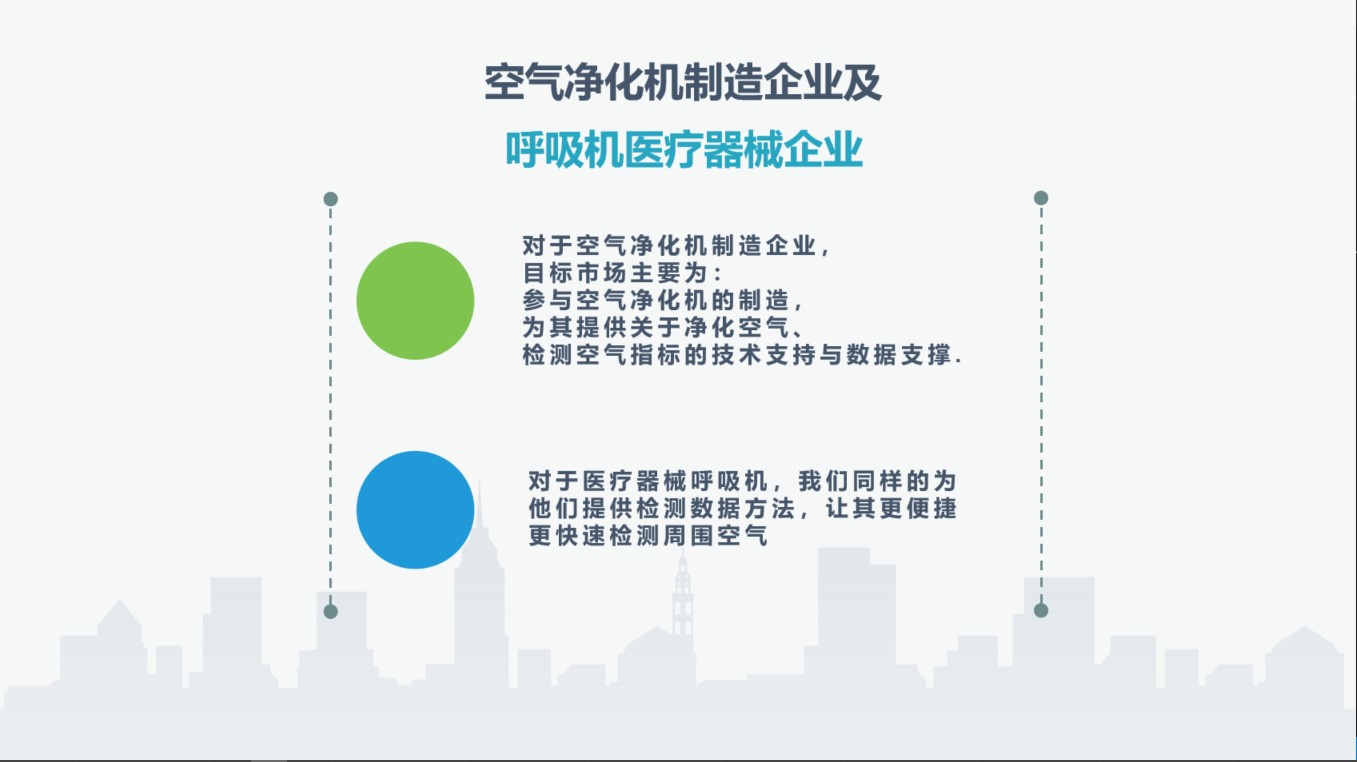 空气净化机制造企业及
呼吸机医疗器械企业
对于空气净化机制造企业，
目标市场主要为：
参与空气净化机的制造，
为其提供关于净化空气、
检测空气指标的技术支持与数据支撑.
对于医疗器械呼吸机，我们同样的为
他们提供检测数据方法，让其更便捷
更快速检测周围空气